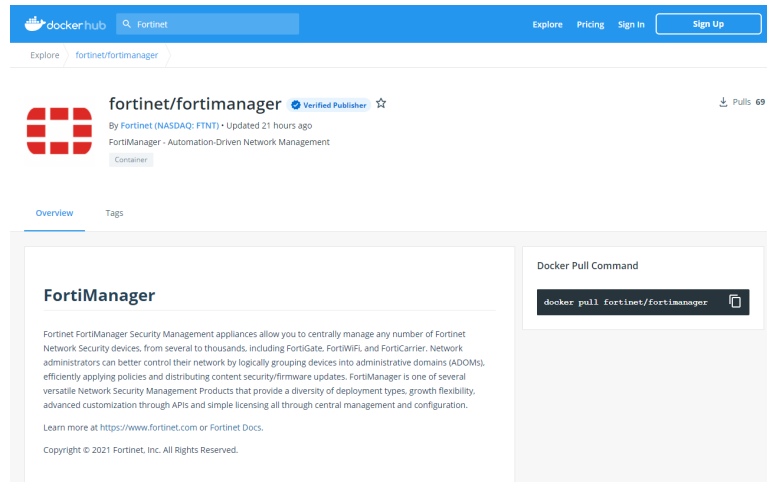 dockerhub
Fortinet
Explore
Pricing
Sign In
Sign Up
Explore
fortinet/fortimanager
fortinet/fortimanager
Verified Publisher
By Fortinet (NASDAQ: FTNT) • Updated 21 hours ago
FortiManager - Automation-Driven Network Management
Container
Pulls 69
Overview
Tags
FortiManager
Fortinet FortiManager Security Management appliances allow you to centrally manage any number of Fortinet
Network Security devices, from several to thousands, including FortiGate, FortiWiFi, and FortiCarrier. Network
administrators can better control their network by logically grouping devices into administrative domains (ADOMs),
efficiently applying policies and distributing content security/firmware updates. FortiManager is one of several
versatile Network Security Management Products that provide a diversity of deployment types, growth flexibility,
advanced customization through APIs and simple licensing all through central management and configuration.
Learn more at https://www.fortinet.com or Fortinet Docs.
Copyright © 2021 Fortinet, Inc. All Rights Reserved.
Docker Pull Command
docker pull fortinet/fortimanager